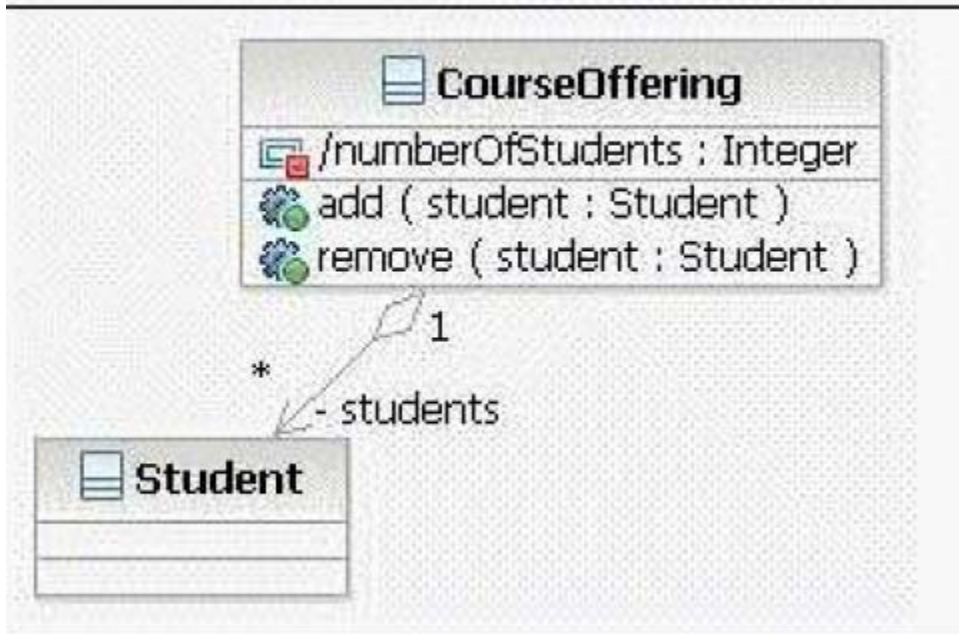 CourseOffering
/numberOfStudents : Integer
add ( student : Student )
remove ( student : Student )
1
*
- students
Student